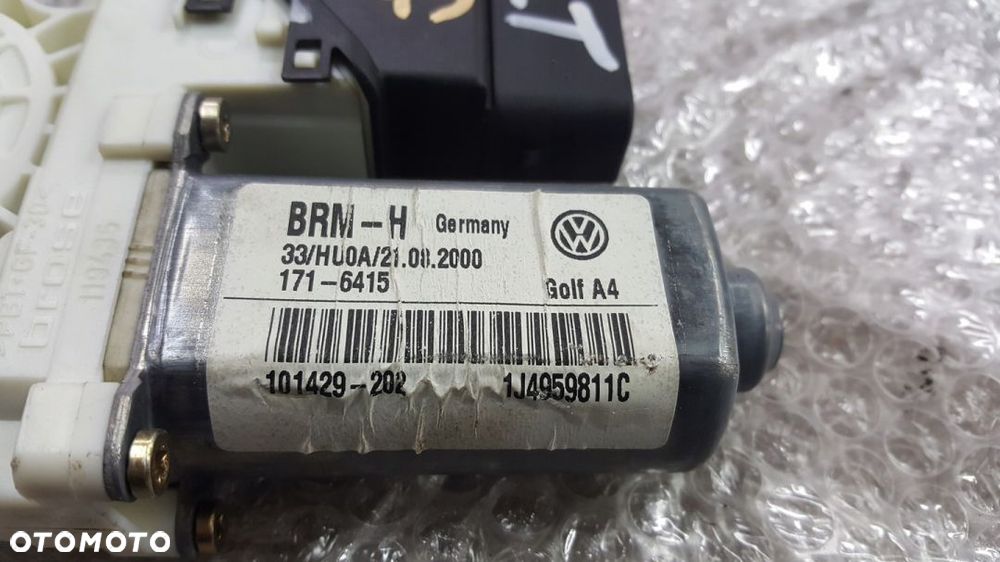 BRM-H Germany
33/HU0A/21.08.2000
171-6415 Golf A4
101429-202 1J4959811C
OTOMOTO